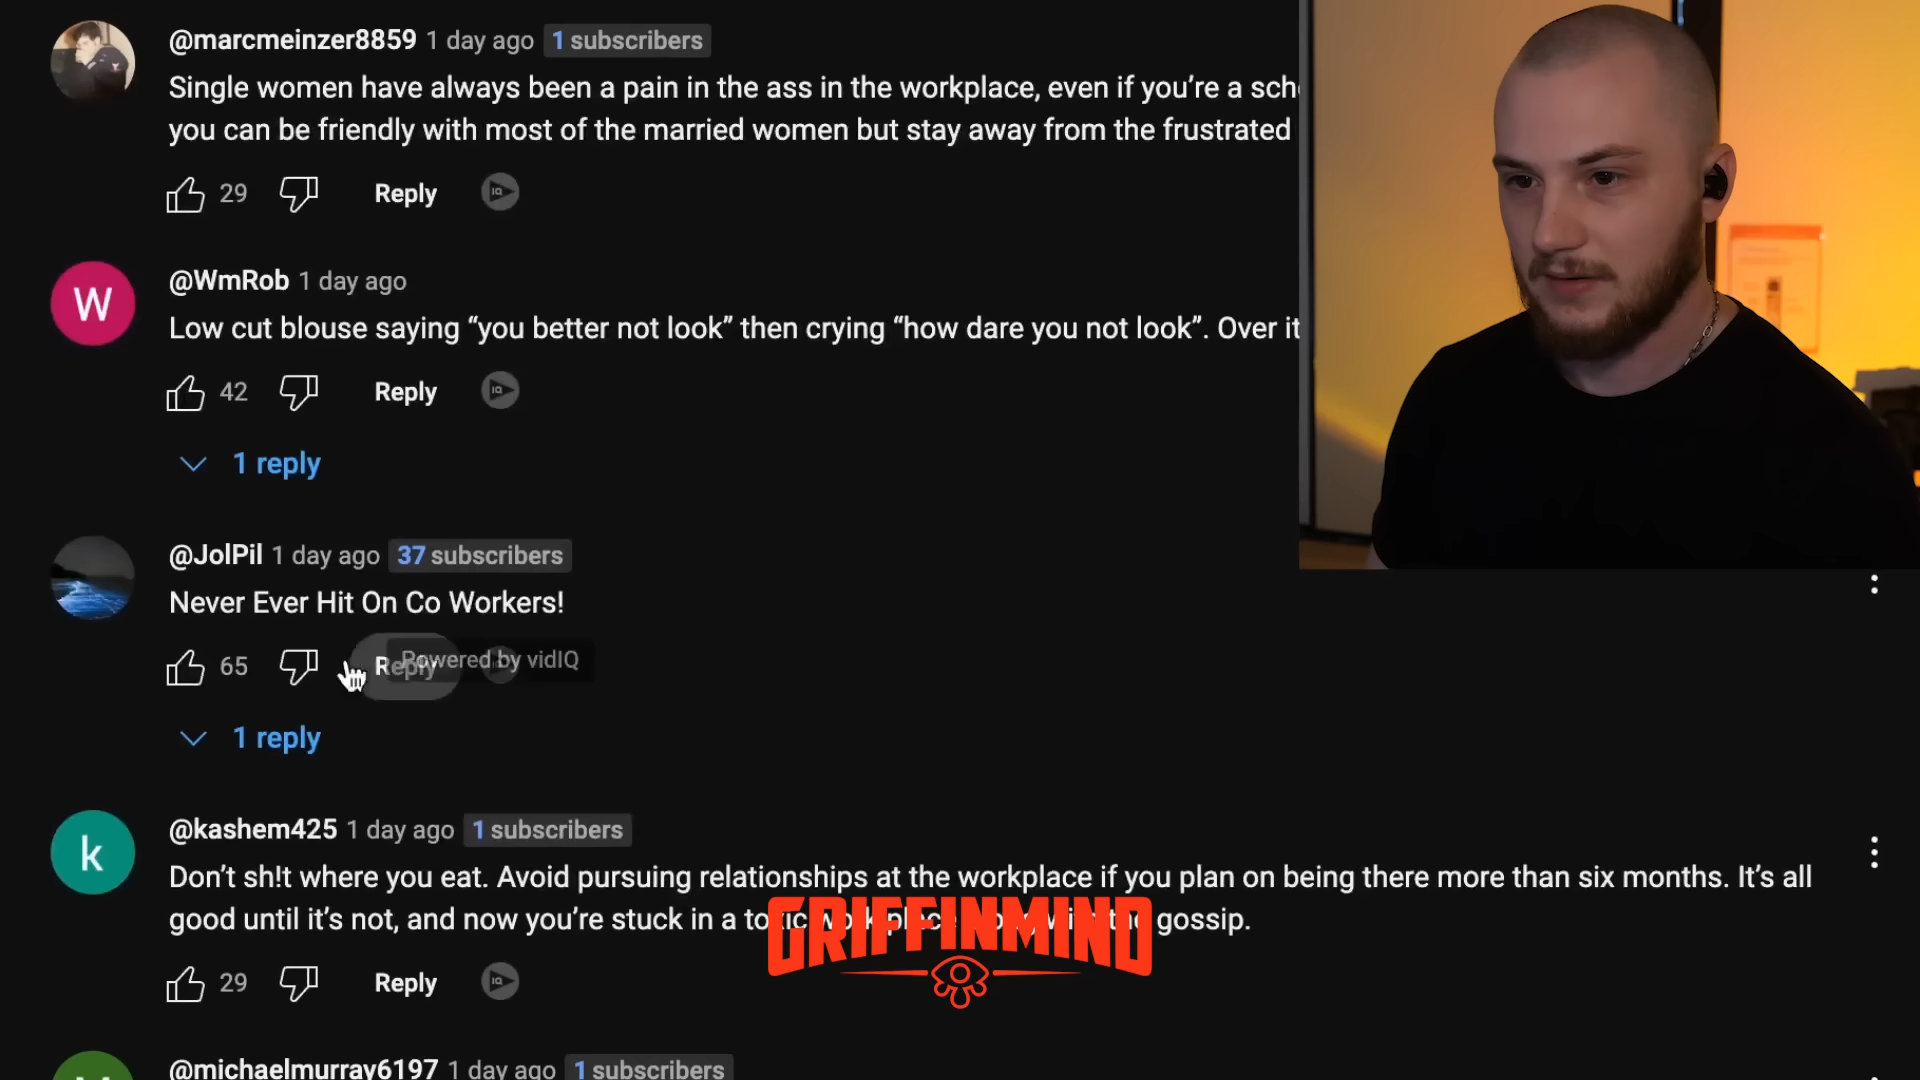 @marcmeinzer8859 1 day ago 1 subscribers
Single women have always been a pain in the ass in the workplace, even if you’re a
you can be friendly with most of the married women but stay away from the frustrated
29 Reply
W
@WmRob 1 day ago
Low cut blouse saying “you better not look” then crying “how dare you not look”. Over it
42 Reply
1 reply
@JolPil 1 day ago 37 subscribers
Never Ever Hit On Co Workers!
65 Reply
Powered by vidIQ
1 reply
k
@kashem425 1 day ago 1 subscribers
Don’t sh!t where you eat. Avoid pursuing relationships at the workplace if you plan on being there more than six months. It’s all
good until it’s not, and now you’re stuck in a gossip.
GRIFFINMIND
29 Reply
@michaelmurray6197 1 day ago 1 subscribers